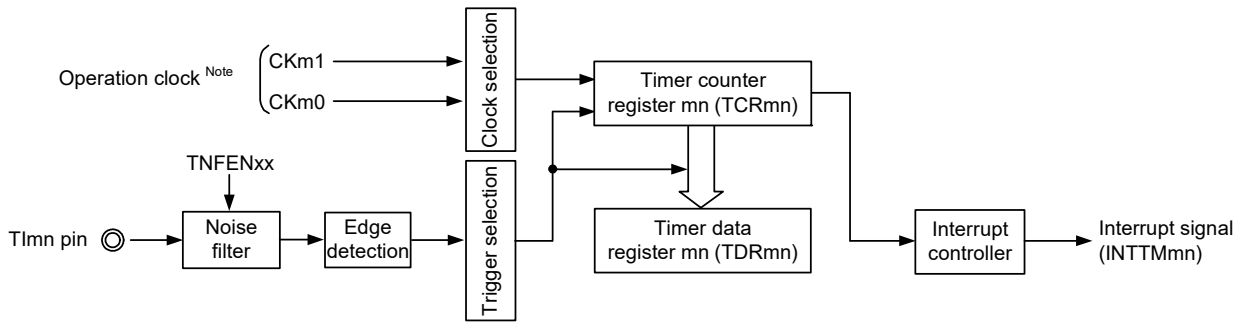 Operation clock Note
CKm1
CKm0
Clock selection
Timer counter
register mn (TCRmn)
TNFENxx
TImn pin
Noise
filter
Edge
detection
Trigger selection
Timer data
register mn (TDRmn)
Interrupt
controller
Interrupt signal
(INTTMmn)